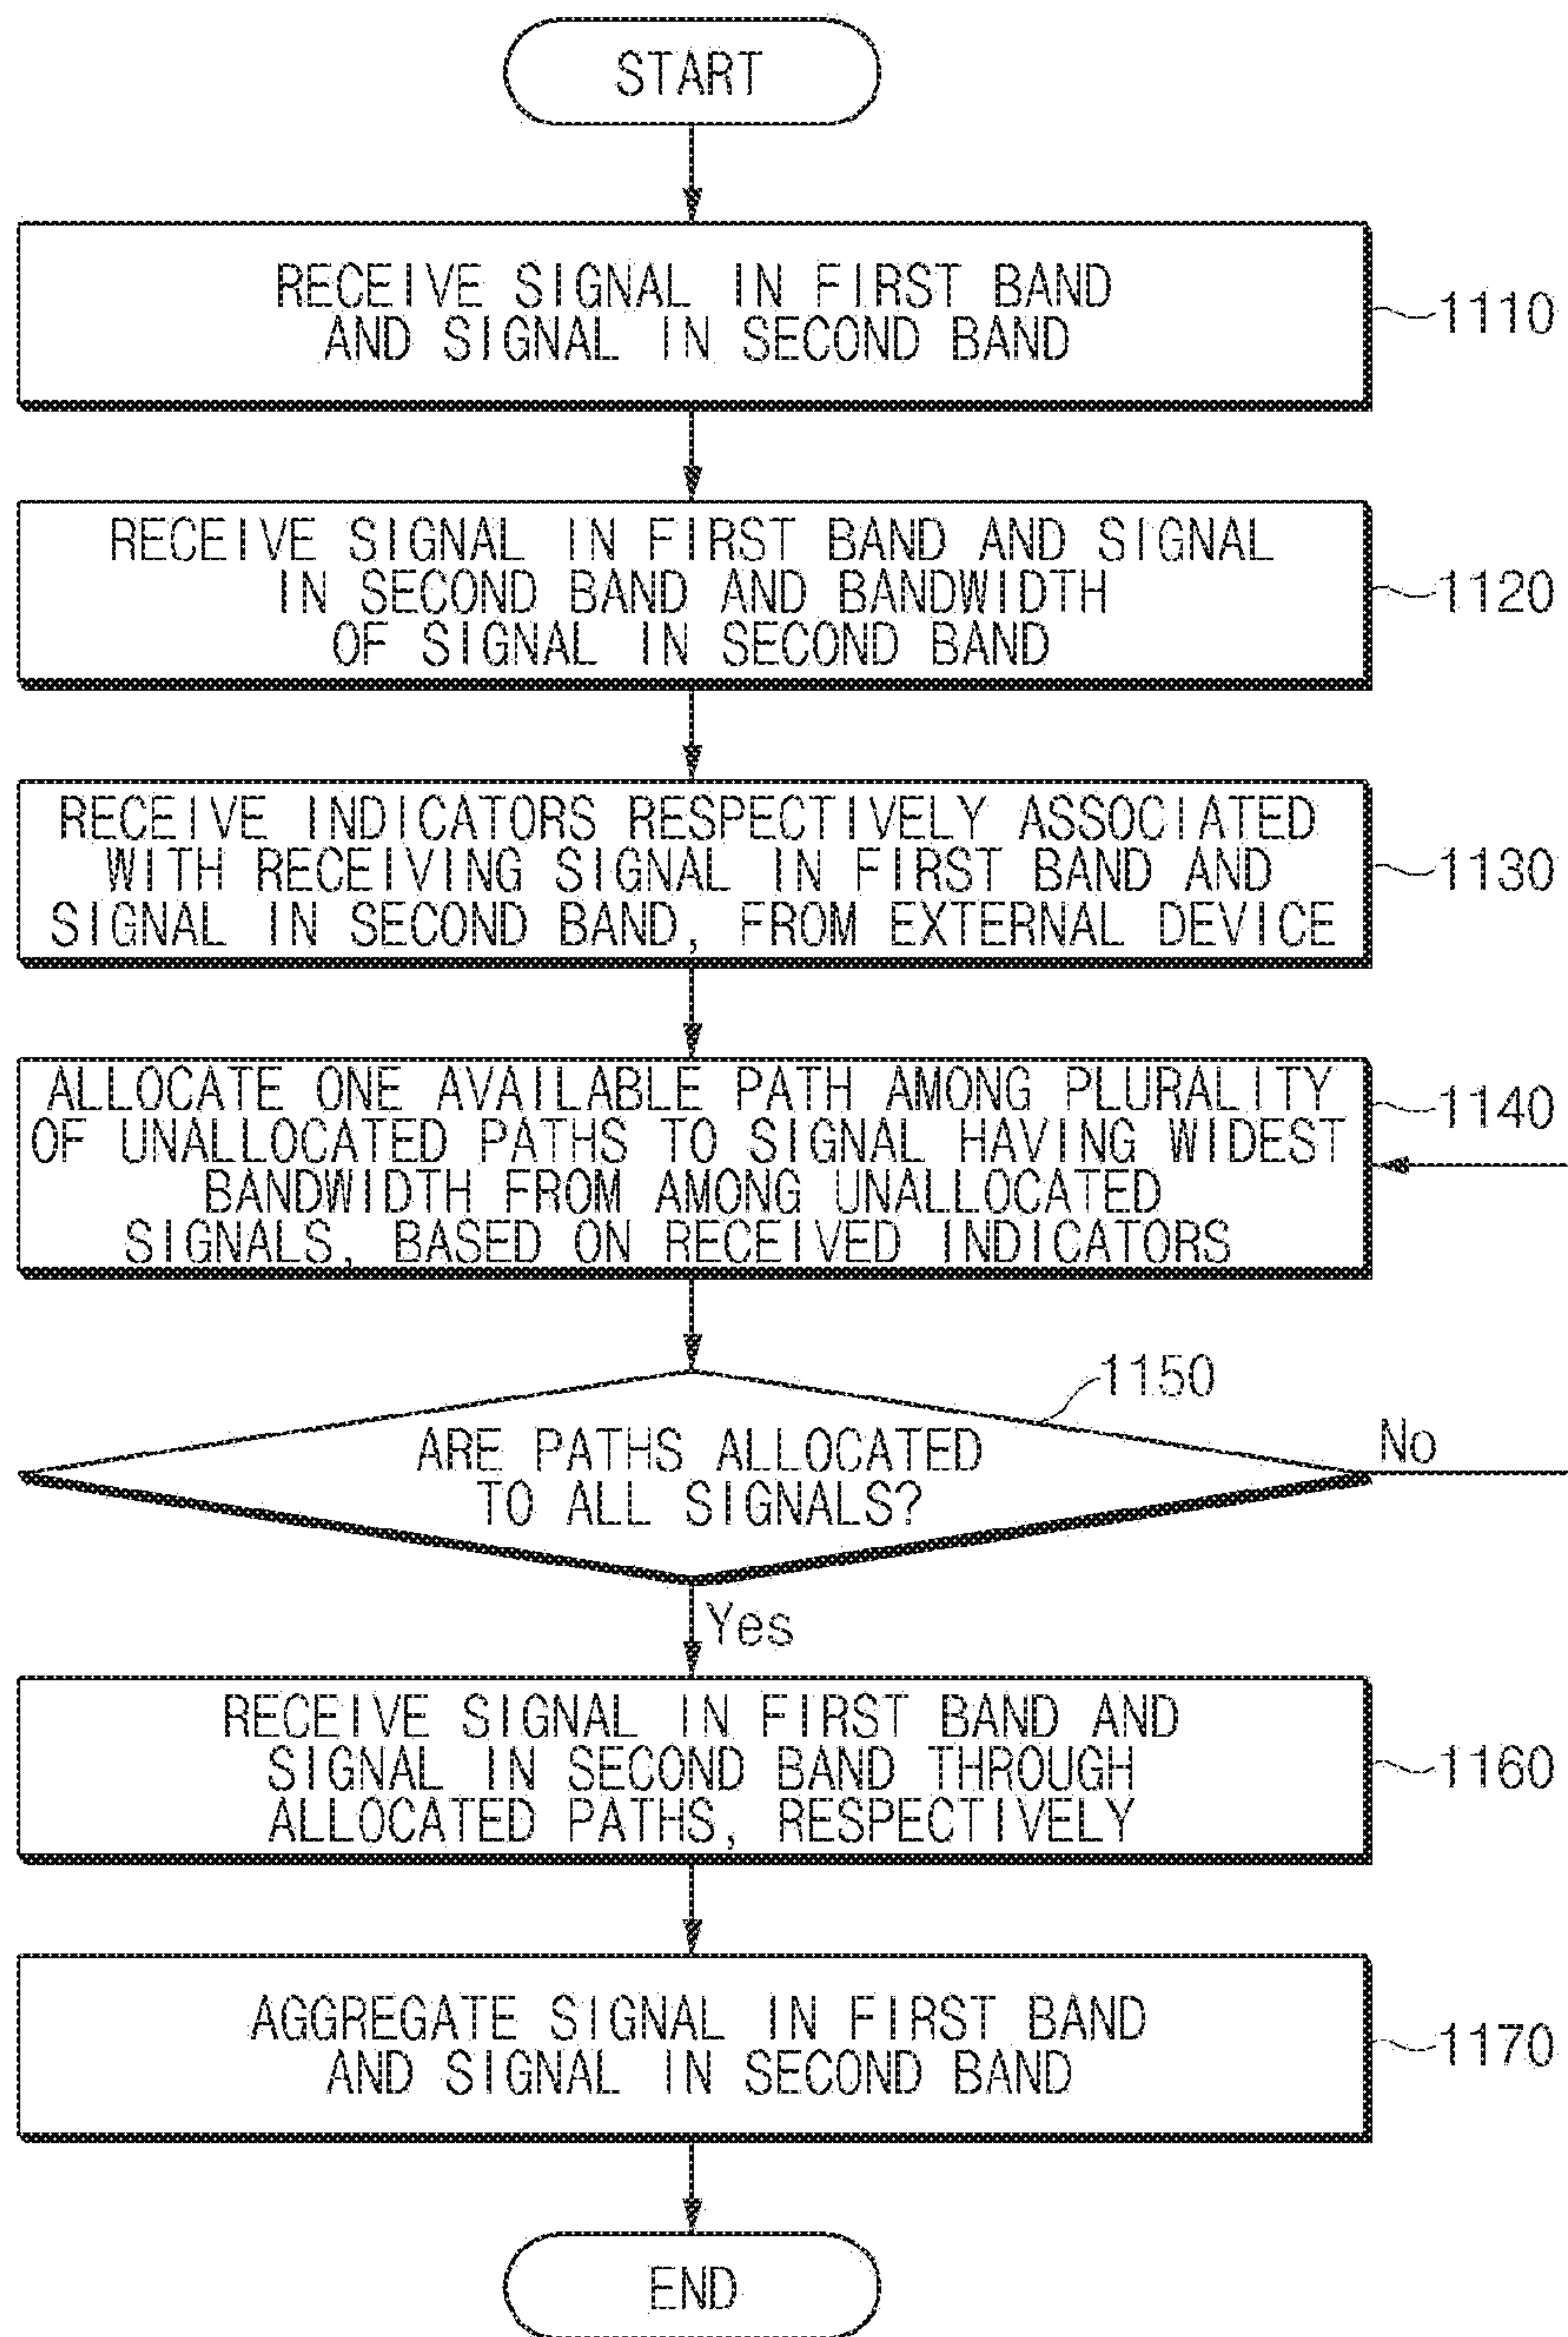 START
RECEIVE SIGNAL IN FIRST BAND
AND SIGNAL IN SECOND BAND
1110
RECEIVE SIGNAL IN FIRST BAND AND SIGNAL
IN SECOND BAND AND BANDWIDTH
OF SIGNAL IN SECOND BAND
1120
RECEIVE INDICATORS RESPECTIVELY ASSOCIATED
WITH RECEIVING SIGNAL IN FIRST BAND AND
SIGNAL IN SECOND BAND, FROM EXTERNAL DEVICE
1130
ALLOCATE ONE AVAILABLE PATH AMONG PLURALITY
OF UNALLOCATED PATHS TO SIGNAL HAVING WIDEST
BANDWIDTH FROM AMONG UNALLOCATED
SIGNALS, BASED ON RECEIVED INDICATORS
1140
1150
ARE PATHS ALLOCATED
TO ALL SIGNALS?
No
Yes
RECEIVE SIGNAL IN FIRST BAND AND
SIGNAL IN SECOND BAND THROUGH
ALLOCATED PATHS, RESPECTIVELY
1160
AGGREGATE SIGNAL IN FIRST BAND
AND SIGNAL IN SECOND BAND
1170
END